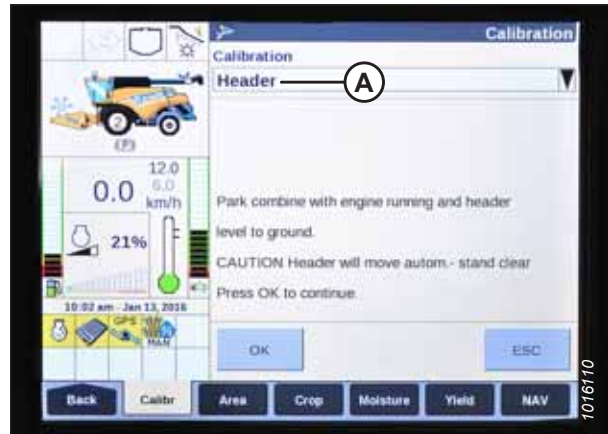 Calibration
Calibration
Header
A
2
(P)
12.0
0.0 6.0
km/h
21%
Park combine with engine running and header
level to ground.
CAUTION Header will move autom.- stand clear
Press OK to continue
10:02 am Jan 13, 2016
GPS
MAN
OK ESC
Back Calibr Area Crop Moisture Yield NAV
1016110